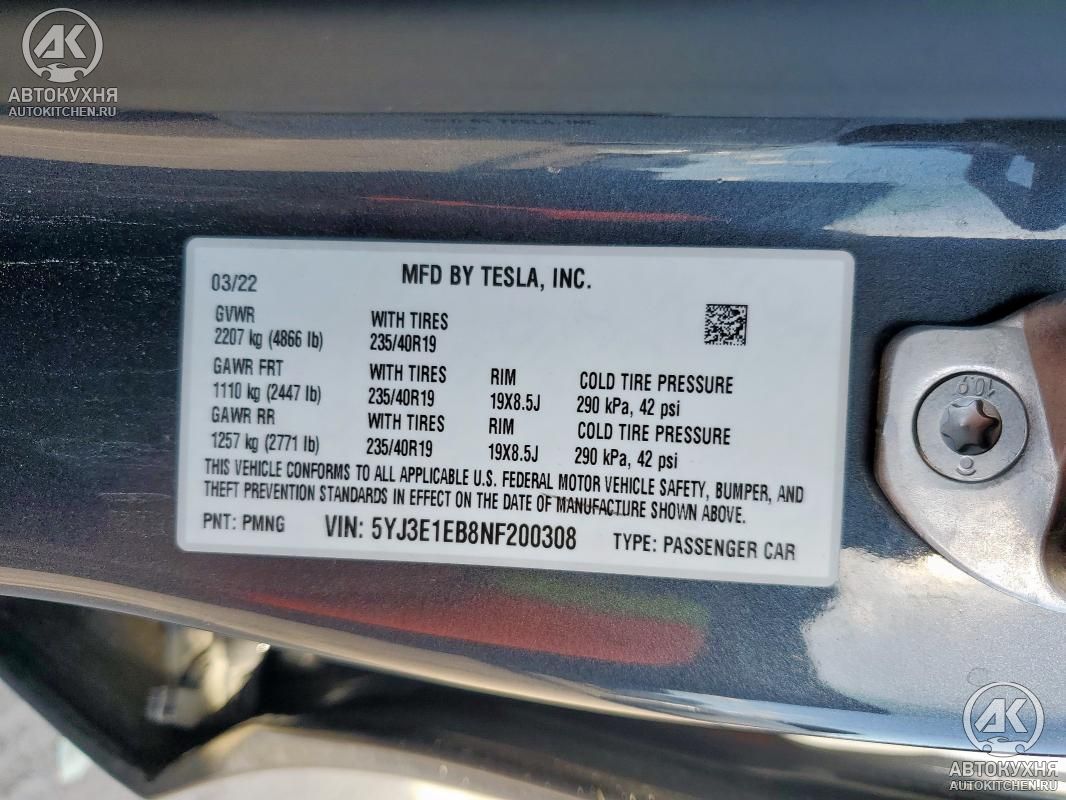 АК
АВТОКУХНЯ
AUTOKITCHEN.RU
MFD BY TESLA, INC.
03/22
GVWR WITH TIRES
2207 kg (4866 lb) 235/40R19
GAWR FRT WITH TIRES RIM COLD TIRE PRESSURE
1110 kg (2447 lb) 235/40R19 19X8.5J 290 kPa, 42 psi
GAWR RR WITH TIRES RIM COLD TIRE PRESSURE
1257 kg (2771 lb) 235/40R19 19X8.5J 290 kPa, 42 psi
THIS VEHICLE CONFORMS TO ALL APPLICABLE U.S. FEDERAL MOTOR VEHICLE SAFETY, BUMPER, AND
THEFT PREVENTION STANDARDS IN EFFECT ON THE DATE OF MANUFACTURE SHOWN ABOVE.
PNT: PMNG VIN: 5YJ3E1EB8NF200308 TYPE: PASSENGER CAR
10.9
АК
АВТОКУХНЯ
AUTOKITCHEN.RU